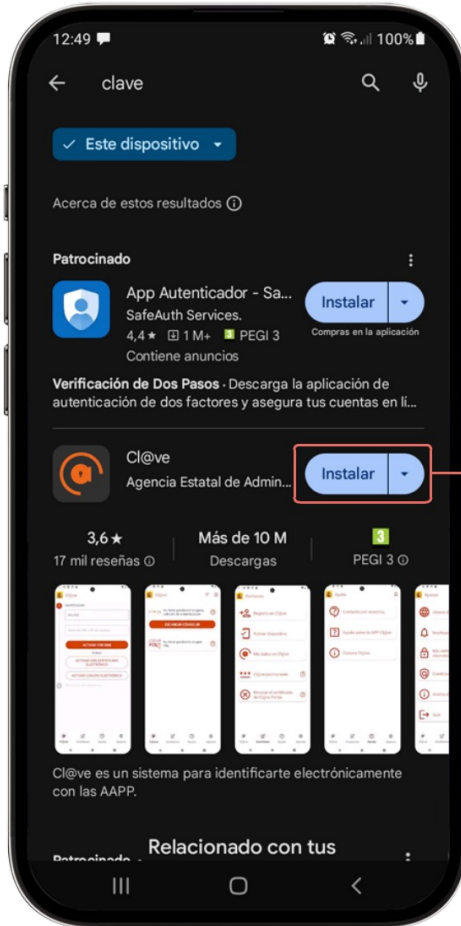 12:49 100%
clave
Este dispositivo
Acerca de estos resultados
Patrocinado
App Autenticador - Sa...
SafeAuth Services.
4,4★ 1 M+ 3 PEGI 3
Contiene anuncios
Instalar
Compras en la aplicación
Verificación de Dos Pasos · Descarga la aplicación de
autenticación de dos factores y asegura tus cuentas en lí...
Cl@ve
Agencia Estatal de Admin...
Instalar
3,6★ Más de 10 M 3
17 mil reseñas Descargas PEGI 3
Cl@ve es un sistema para identificarte electrónicamente
con las AAPP.
Patrocinado · Relacionado con tus